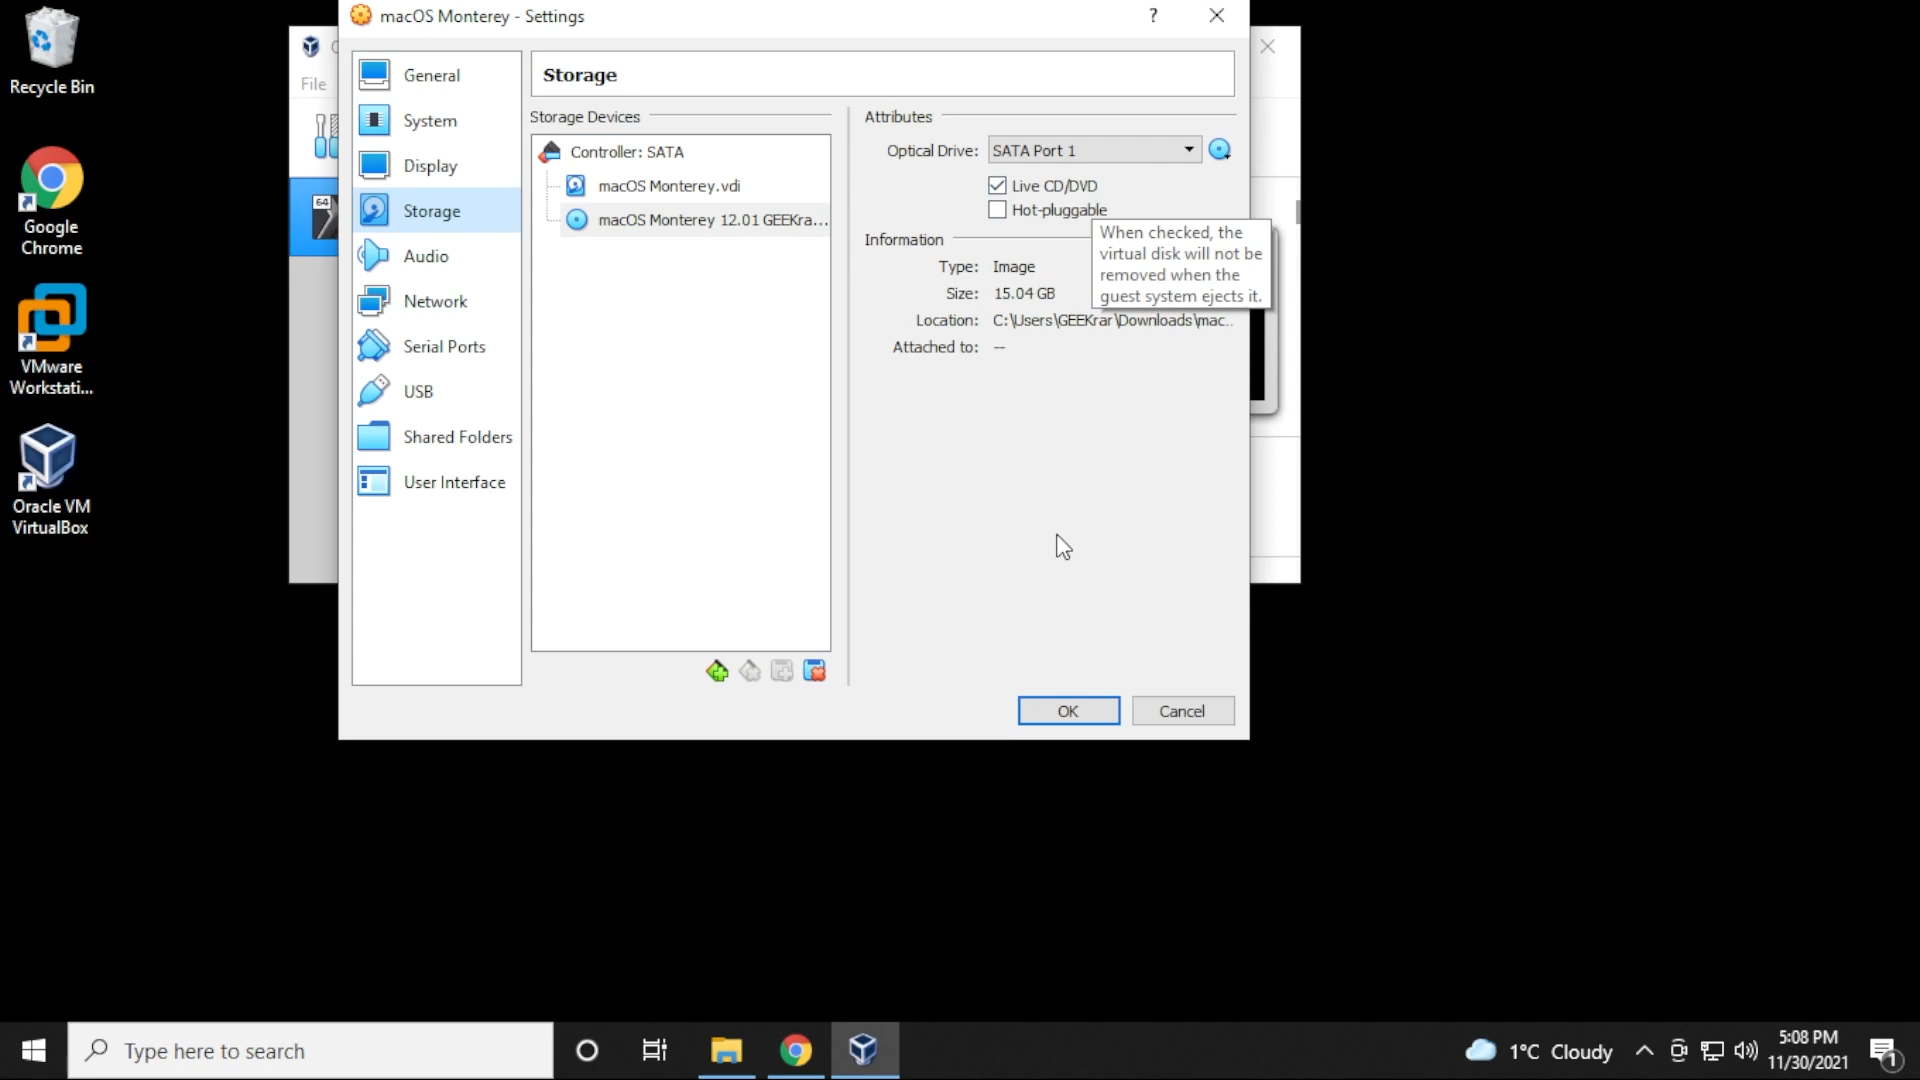 Recycle Bin
Google
Chrome
VMware
Workstati...
Oracle VM
VirtualBox
File
64
macOS Monterey - Settings
?
General
System
Display
Storage
Audio
Network
Serial Ports
USB
Shared Folders
User Interface
Storage
Storage Devices
Controller: SATA
macOS Monterey.vdi
macOS Monterey 12.01 GEEKra...
Attributes
Optical Drive: SATA Port 1
Live CD/DVD
Hot-pluggable
When checked, the
virtual disk will not be
removed when the
guest system ejects it.
Information
Type: Image
Size: 15.04 GB
Location: C:\Users\GEEKrar\Downloads\mac...
Attached to: --
OK
Cancel
Type here to search
1°C Cloudy
5:08 PM
11/30/2021
1